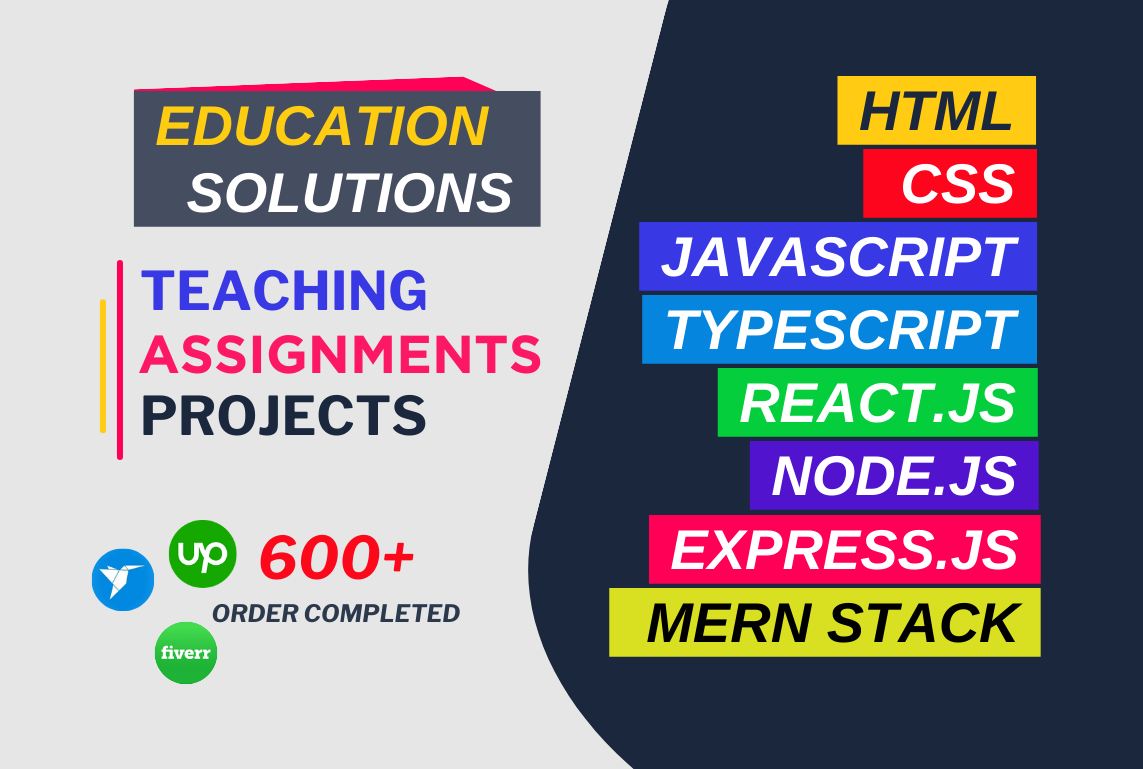 EDUCATION
SOLUTIONS
TEACHING
ASSIGNMENTS
PROJECTS
up
600+
ORDER COMPLETED
fiverr
HTML
CSS
JAVASCRIPT
TYPESCRIPT
REACT.JS
NODE.JS
EXPRESS.JS
MERN STACK